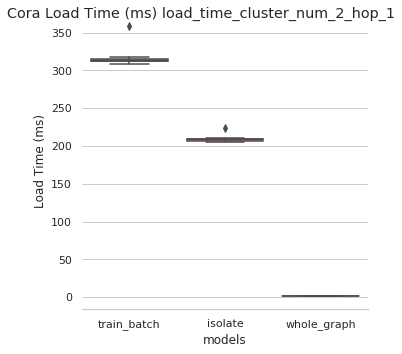 Cora Load Time (ms) load_time_cluster_num_2_hop_1
350
300
250
200
150
100
50
0
Load Time (ms)
train_batch
isolate
whole_graph
models